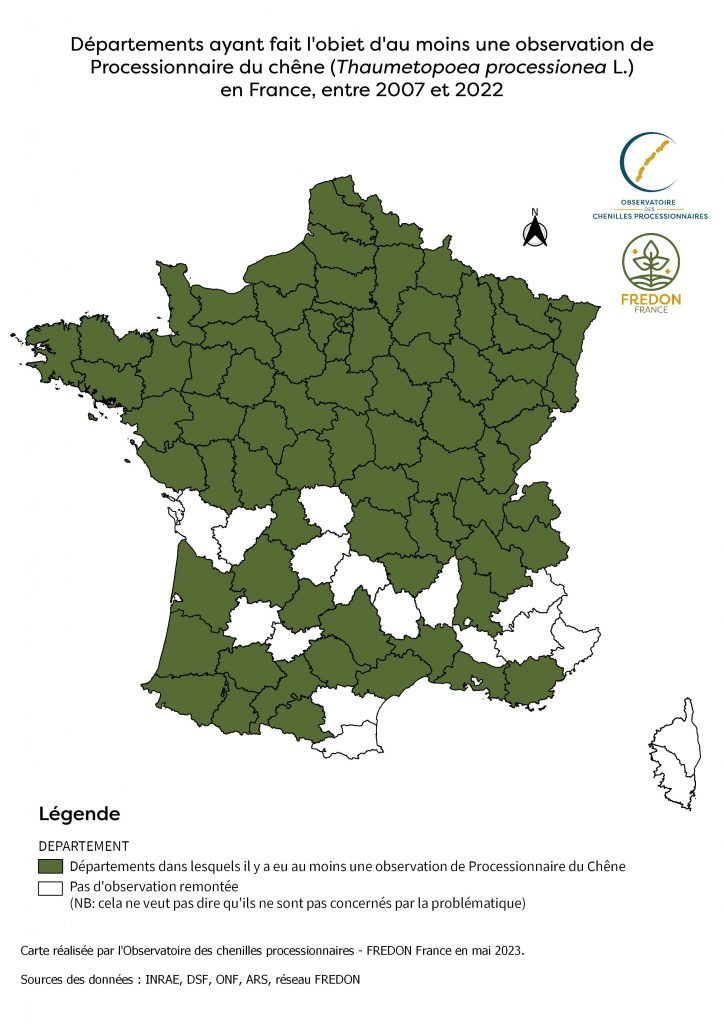 Départements ayant fait l'objet d'au moins une observation de
Processionnaire du chêne (Thaumetopoea processionea L.)
en France, entre 2007 et 2022
OBSERVATOIRE
DES
CHENILLES PROCESSIONNAIRES
N
FREDON
FRANCE
Légende
DEPARTEMENT
Départements dans lesquels il y a eu au moins une observation de Processionnaire du Chêne
Pas d'observation remontée
(NB: cela ne veut pas dire qu'ils ne sont pas concernés par la problématique)
Carte réalisée par l'Observatoire des chenilles processionnaires - FREDON France en mai 2023.
Sources des données : INRAE, DSF, ONF, ARS, réseau FREDON